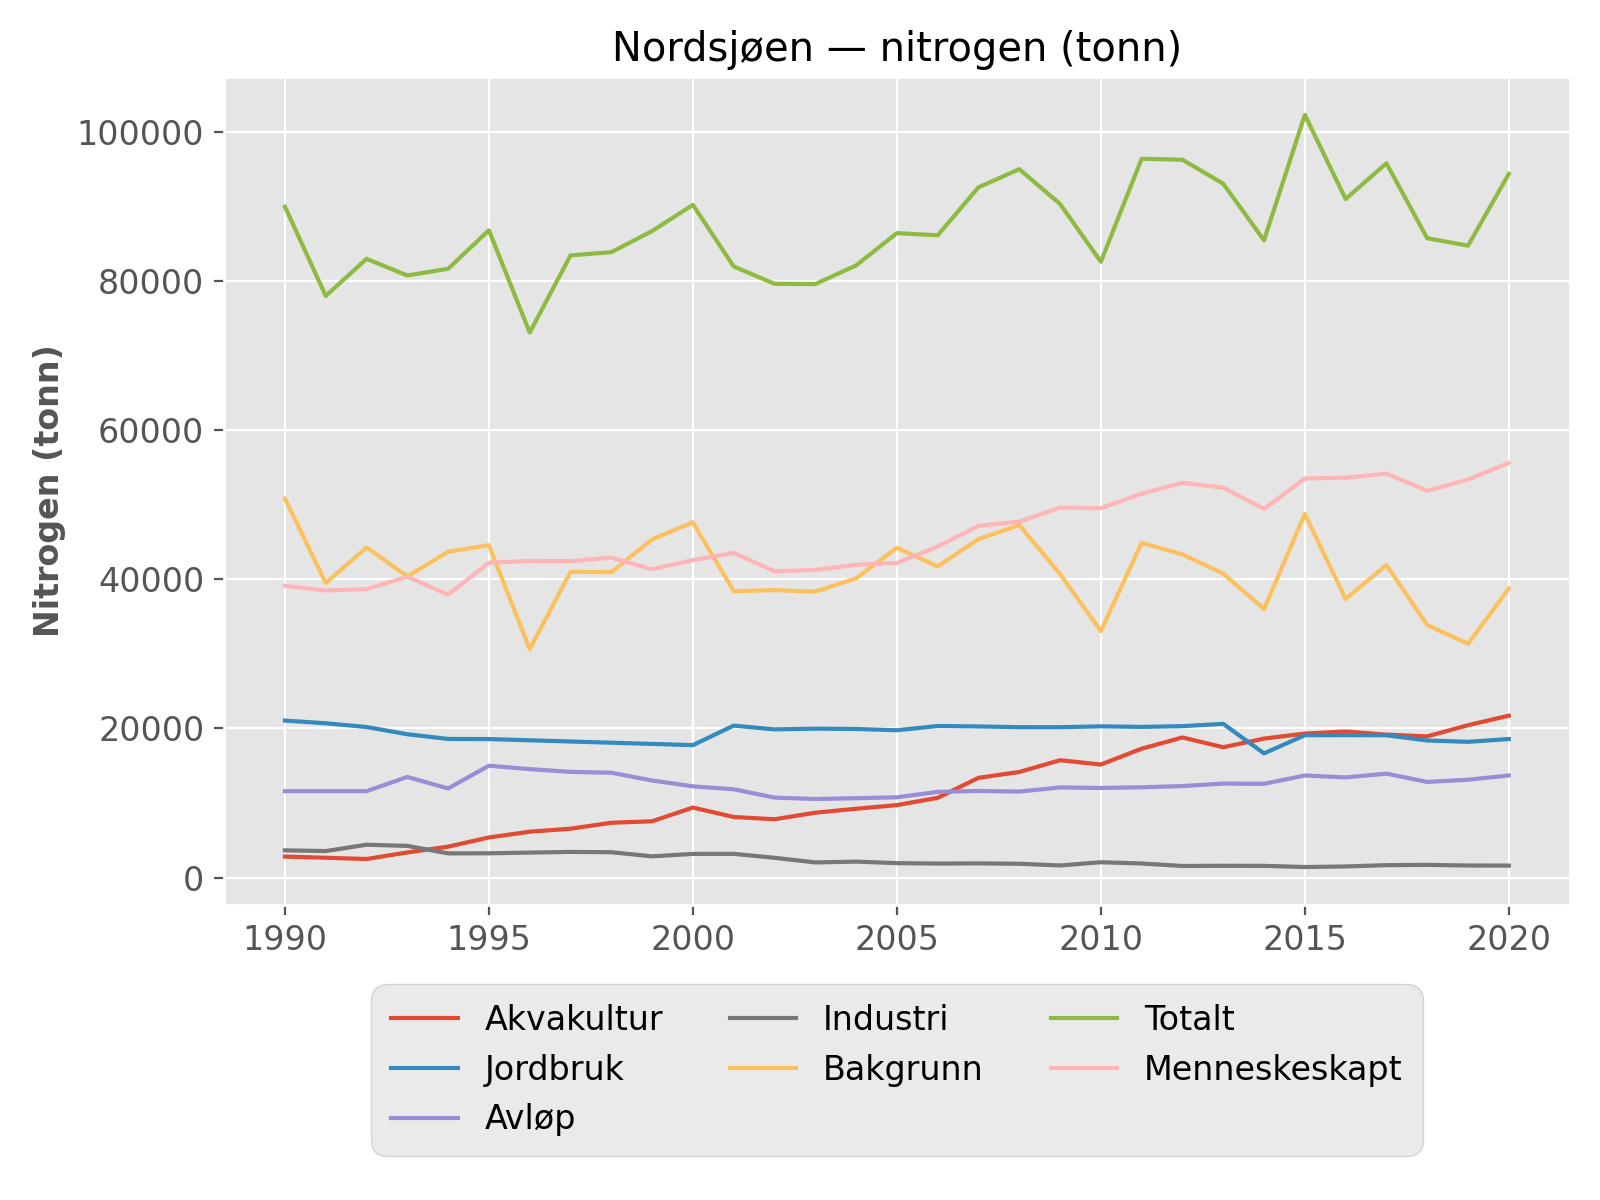 Nordsjøen — nitrogen (tonn)
Nitrogen (tonn)
100000
80000
60000
40000
20000
0
1990 1995 2000 2005 2010 2015 2020
Akvakultur Industri Totalt
Jordbruk Bakgrunn Menneskeskapt
Avløp